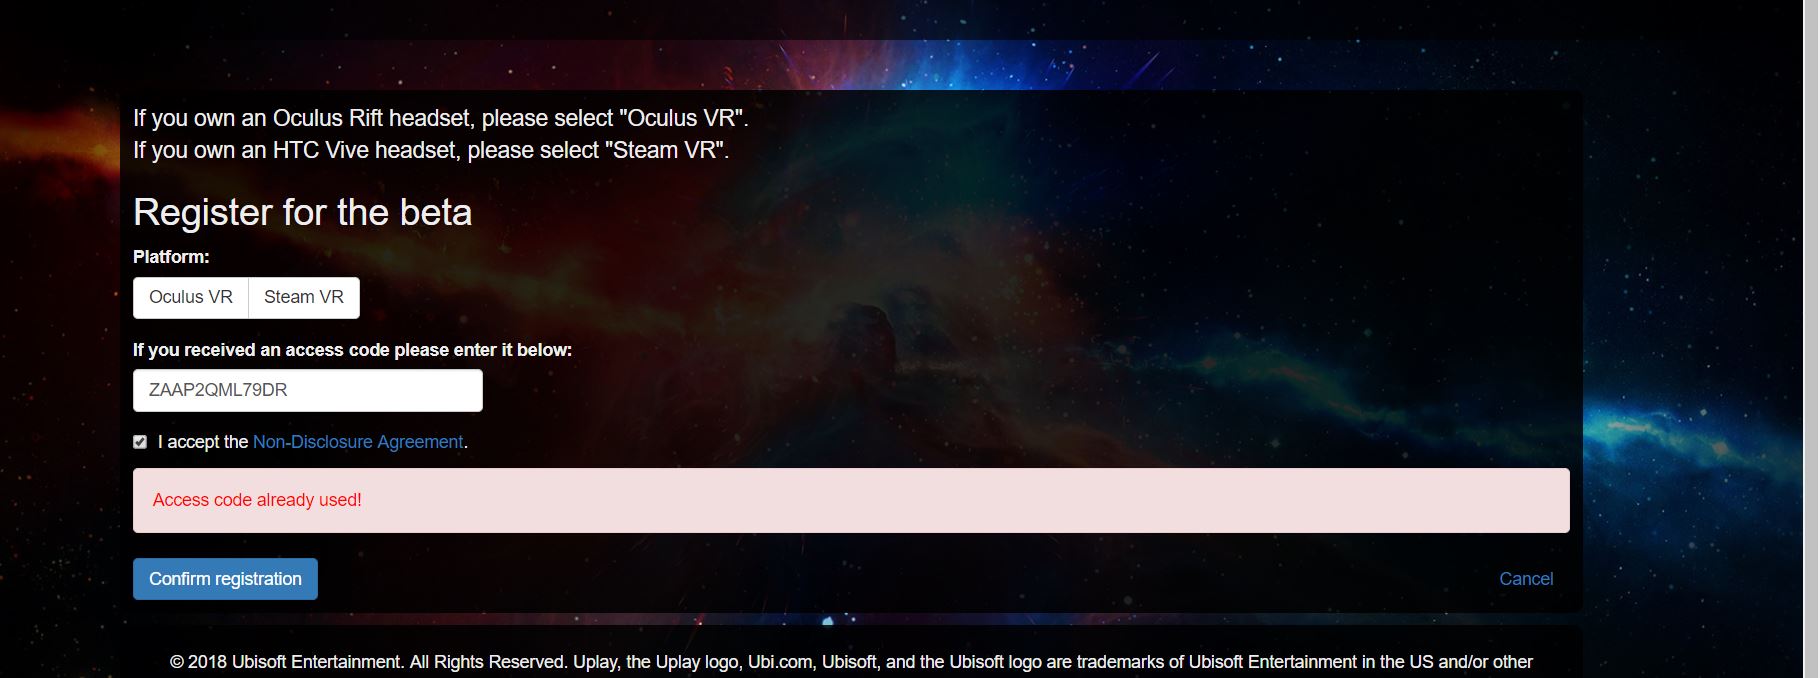 If you own an Oculus Rift headset, please select "Oculus VR".
If you own an HTC Vive headset, please select "Steam VR".
Register for the beta
Platform:
Oculus VR Steam VR
If you received an access code please enter it below:
ZAAP2QML79DR
I accept the Non-Disclosure Agreement.
Access code already used!
Confirm registration Cancel
© 2018 Ubisoft Entertainment. All Rights Reserved. Uplay, the Uplay logo, Ubi.com, Ubisoft, and the Ubisoft logo are trademarks of Ubisoft Entertainment in the US and/or other